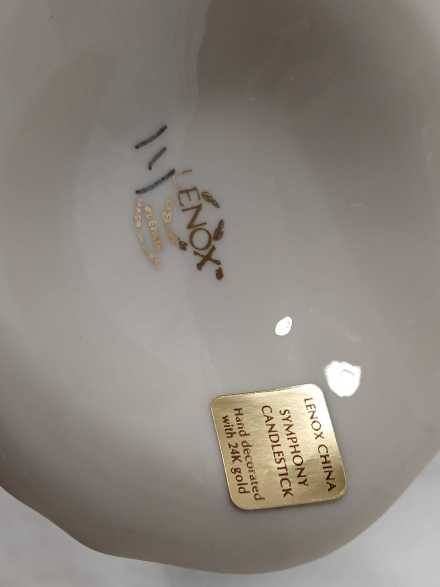 LENOX
LENOX CHINA
SYMPHONY
CANDLESTICK
Hand decorated
with 24K gold